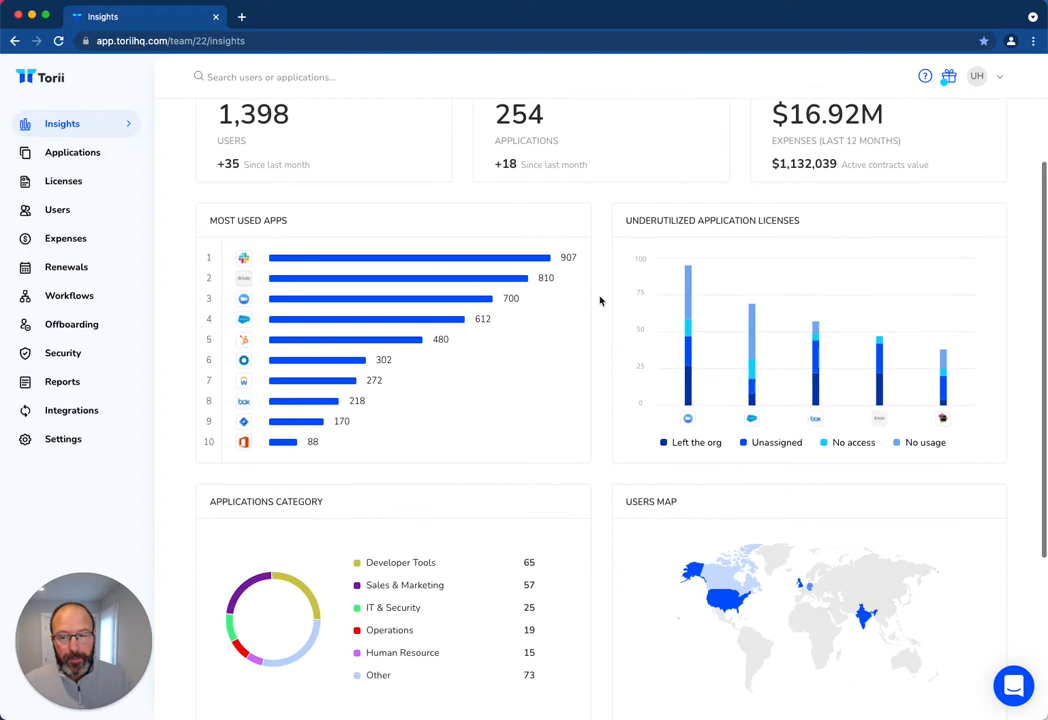 Insights
app.toriihq.com/team/22/insights
Torii
Search users or applications...
UH
Insights
Applications
Licenses
Users
Expenses
Renewals
Workflows
Offboarding
Security
Reports
Integrations
Settings
1,398
USERS
+35 Since last month
254
APPLICATIONS
+18 Since last month
$16.92M
EXPENSES (LAST 12 MONTHS)
$1,132,039 Active contracts value
MOST USED APPS
1 907
2 810
3 700
4 612
5 480
6 302
7 272
8 box 218
9 170
10 88
UNDERUTILIZED APPLICATION LICENSES
100
75
50
25
0
box
Left the org Unassigned No access No usage
APPLICATIONS CATEGORY
Developer Tools 65
Sales & Marketing 57
IT & Security 25
Operations 19
Human Resource 15
Other 73
USERS MAP